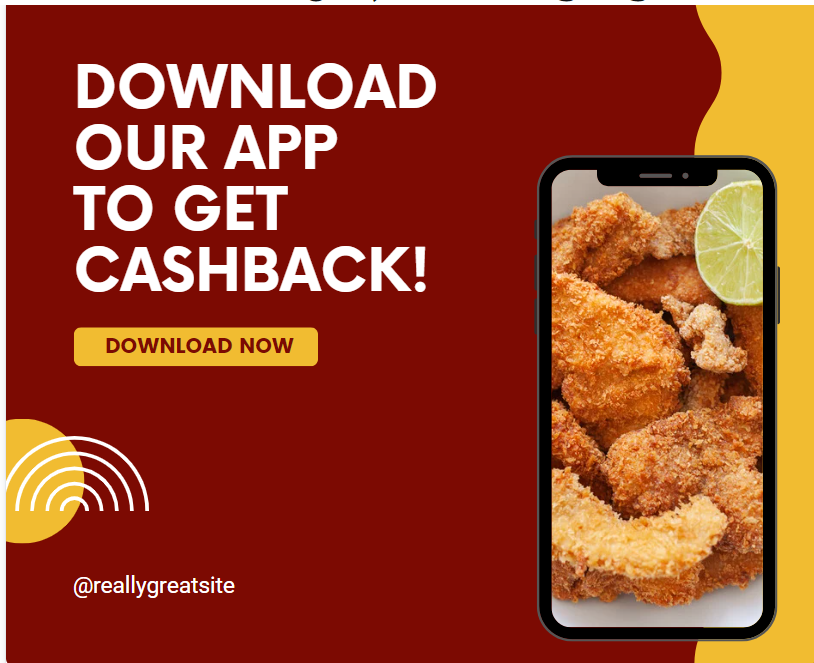 DOWNLOAD
OUR APP
TO GET
CASHBACK!
DOWNLOAD NOW
@reallygreatsite